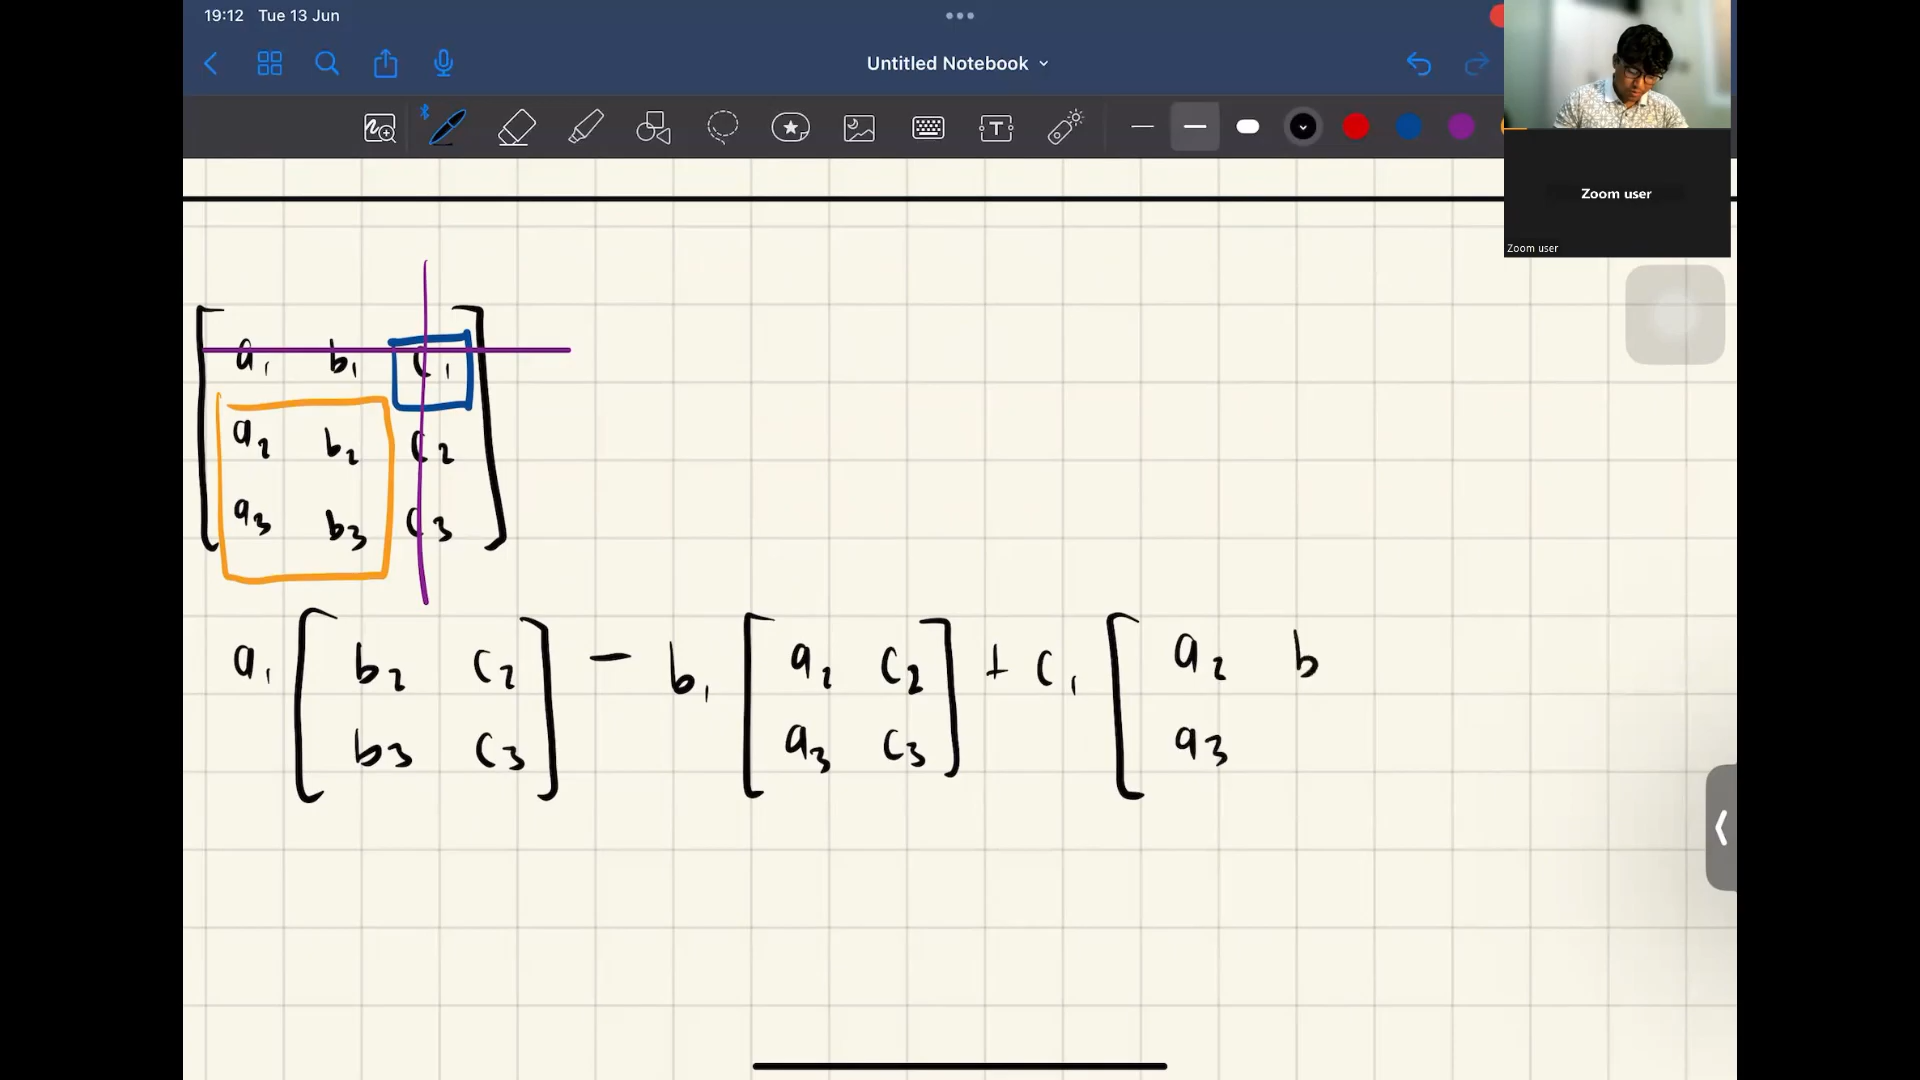 19:12 Tue 13 Jun
Untitled Notebook
T
Zoom user
Zoom user
a₁ b₁ c₁
a₂ b₂ c₂
a₃ b₃ c₃
a₁ [ b₂ c₂ ] − b₁ [ a₂ c₂ ] + c₁ [ a₂ b
b₃ c₃ a₃ c₃ a₃